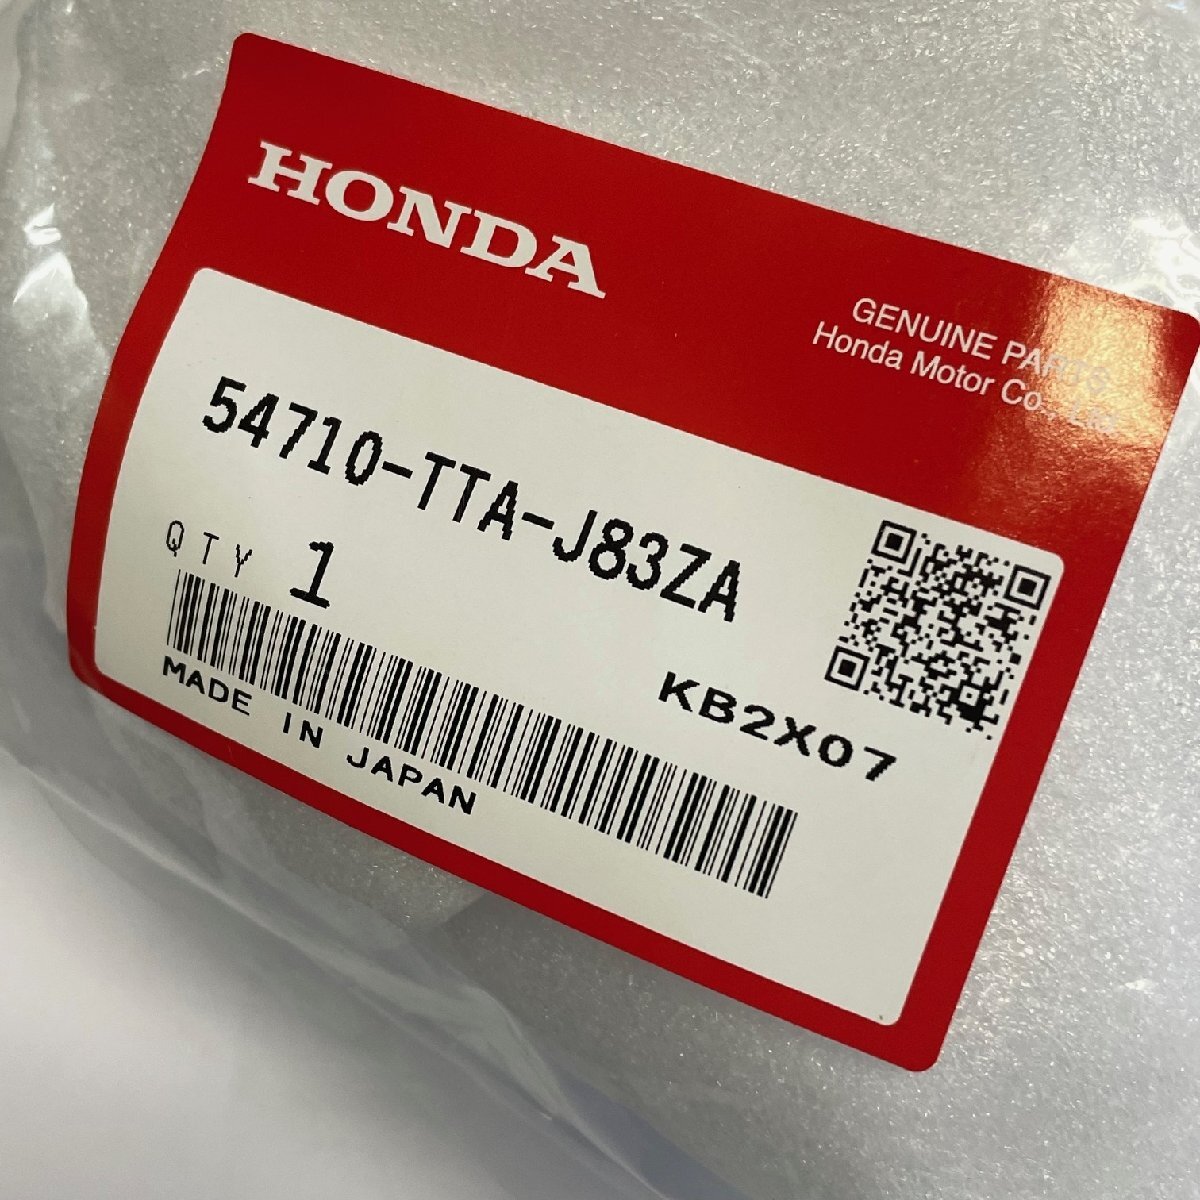 HONDA
GENUINE PARTS
Honda Motor Co., Ltd.
54710-TTA-J83ZA
QTY 1
KB2X07
MADE IN JAPAN